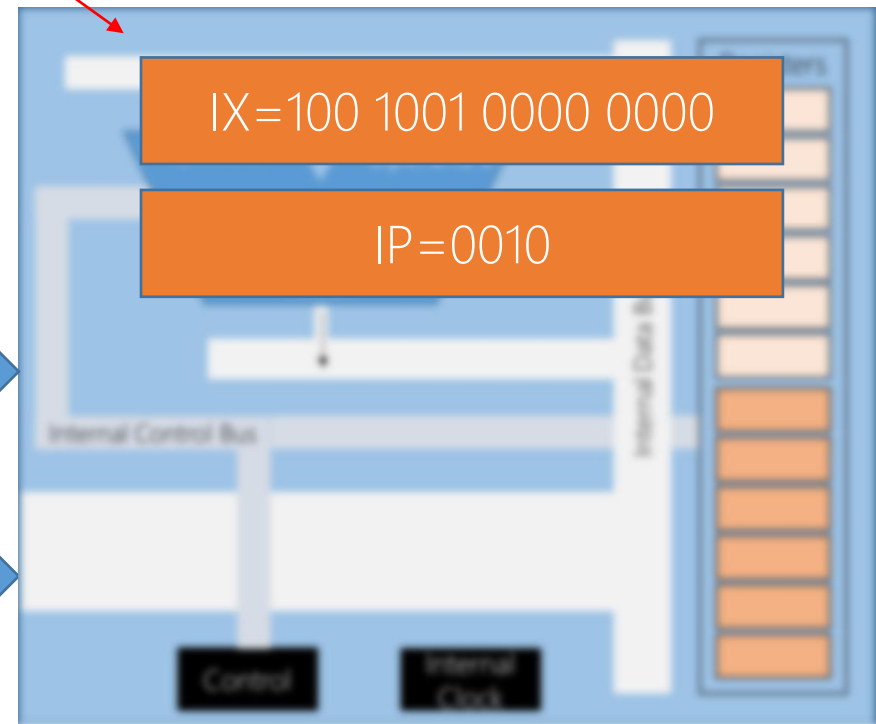 IX=100 1001 0000 0000
IP=0010
Internal Data
Internal Control Bus
Control
Internal
Clock